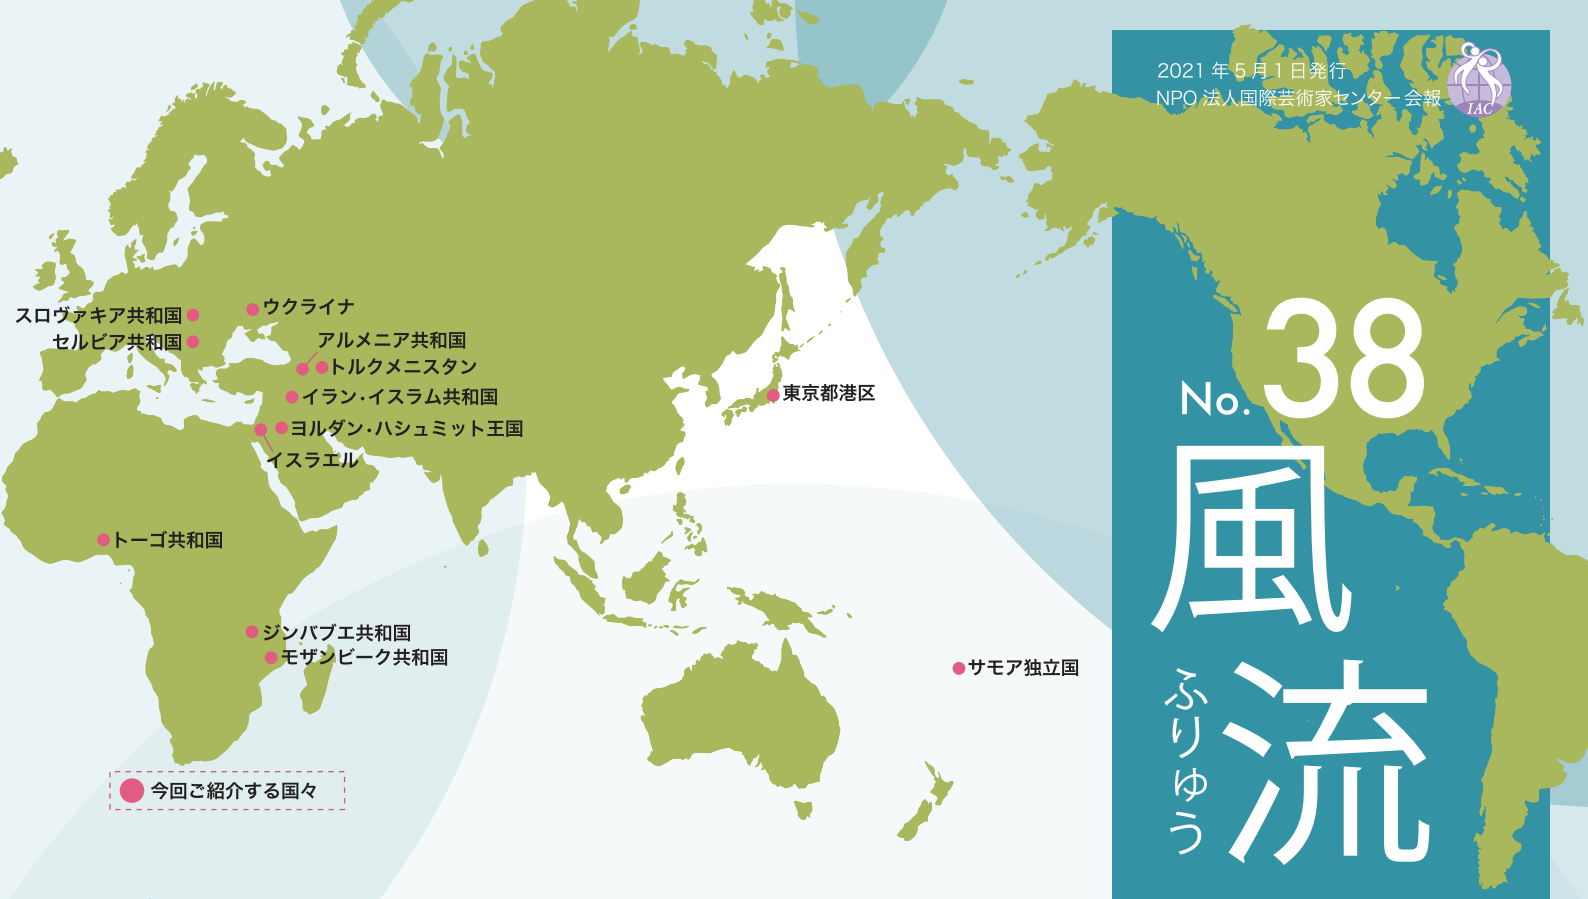 2021年5月1日発行
NPO法人国際芸術家センター会報
IAC
No.38
風流
ふりゅう
スロヴァキア共和国
セルビア共和国
ウクライナ
アルメニア共和国
トルクメニスタン
イラン・イスラム共和国
ヨルダン・ハシュミット王国
イスラエル
東京都港区
トーゴ共和国
ジンバブエ共和国
モザンビーク共和国
サモア独立国
今回ご紹介する国々